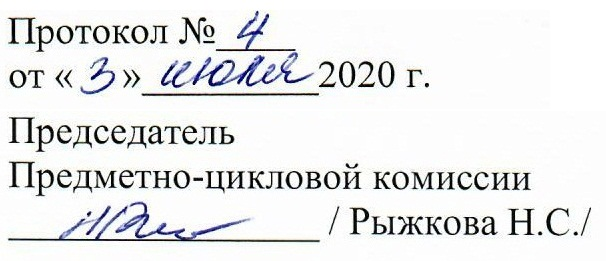 Протокол № 4
от «3» 2020 г.
Председатель
Предметно-цикловой комиссии
/ Рыжкова Н.С./